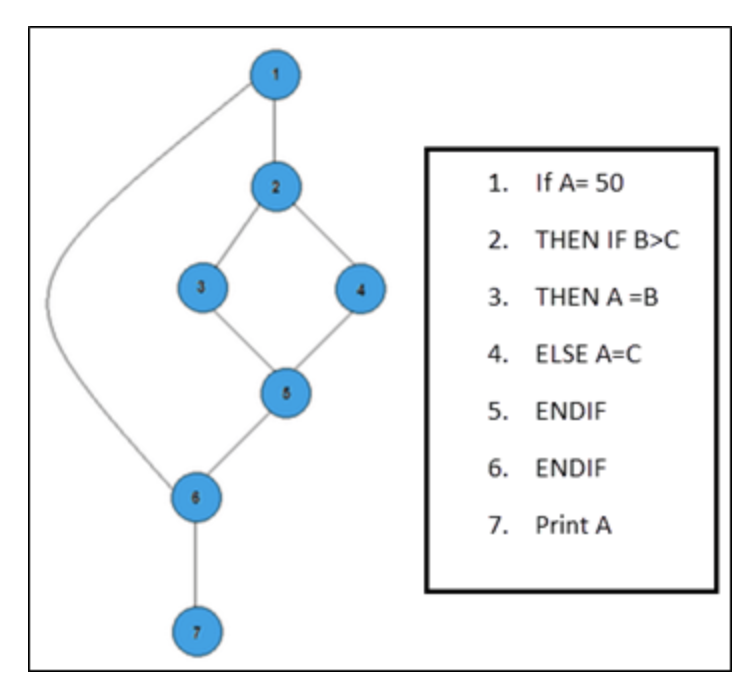 1
2
3
4
5
6
7
1. If A= 50
2. THEN IF B>C
3. THEN A =B
4. ELSE A=C
5. ENDIF
6. ENDIF
7. Print A